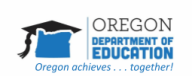 OREGON
DEPARTMENT OF
EDUCATION
Oregon achieves . . . together!